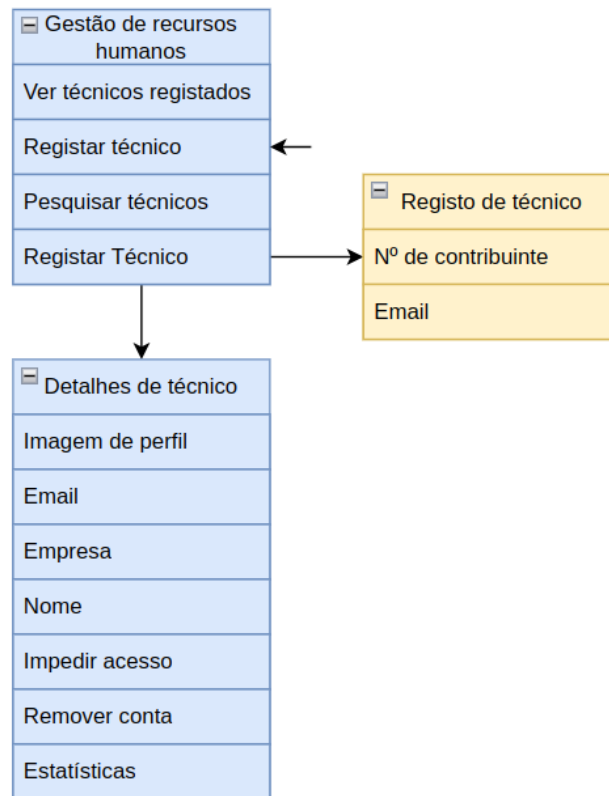 Gestão de recursos
humanos
Ver técnicos registados
Registar técnico
Pesquisar técnicos
Registar Técnico
Registo de técnico
Nº de contribuinte
Email
Detalhes de técnico
Imagem de perfil
Email
Empresa
Nome
Impedir acesso
Remover conta
Estatísticas